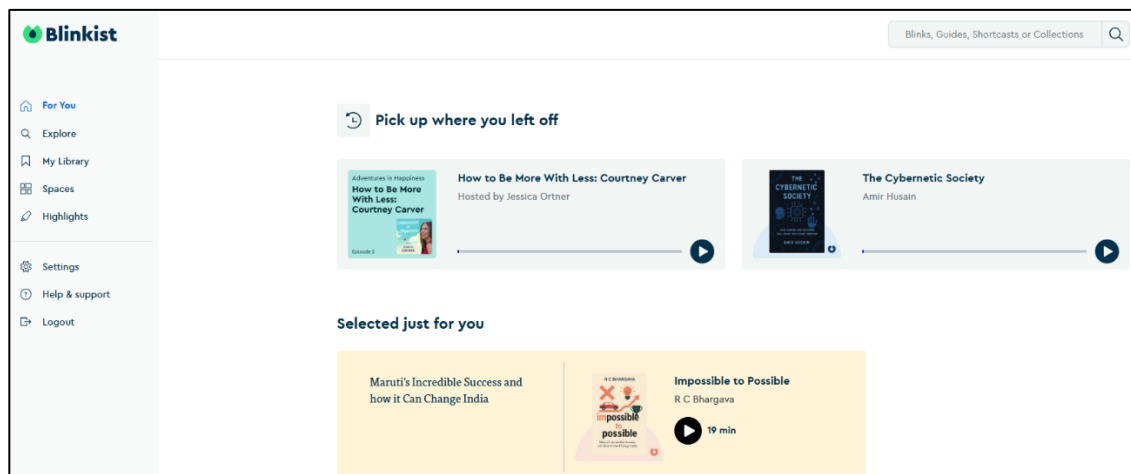 Blinkist
Blinks, Guides, Shortcasts or Collections
For You
Explore
My Library
Spaces
Highlights
Settings
Help & support
Logout
Pick up where you left off
Adventures in Happiness
How to Be More
With Less:
Courtney Carver
Episode 2
How to Be More With Less: Courtney Carver
Hosted by Jessica Ortner
THE
CYBERNETIC
SOCIETY
AMIR HUSAIN
The Cybernetic Society
Amir Husain
Selected just for you
Maruti's Incredible Success and
how it Can Change India
R C BHARGAVA
impossible
to
possible
Impossible to Possible
R C Bhargava
19 min